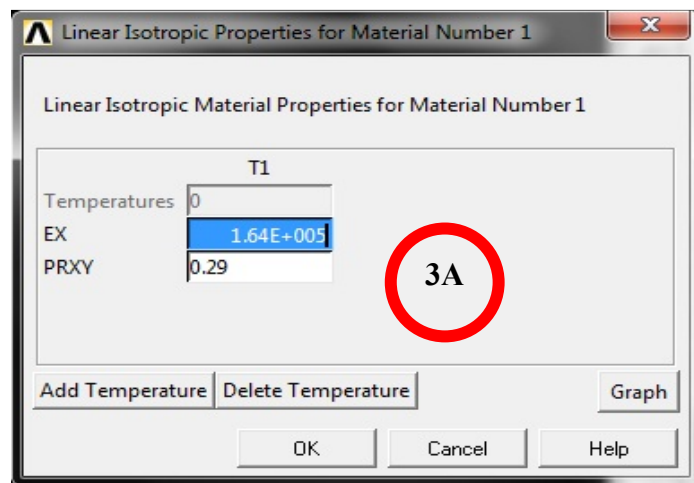 Linear Isotropic Properties for Material Number 1
Linear Isotropic Material Properties for Material Number 1
T1
Temperatures 0
EX 1.64E+005
PRXY 0.29
3A
Add Temperature Delete Temperature Graph
OK Cancel Help